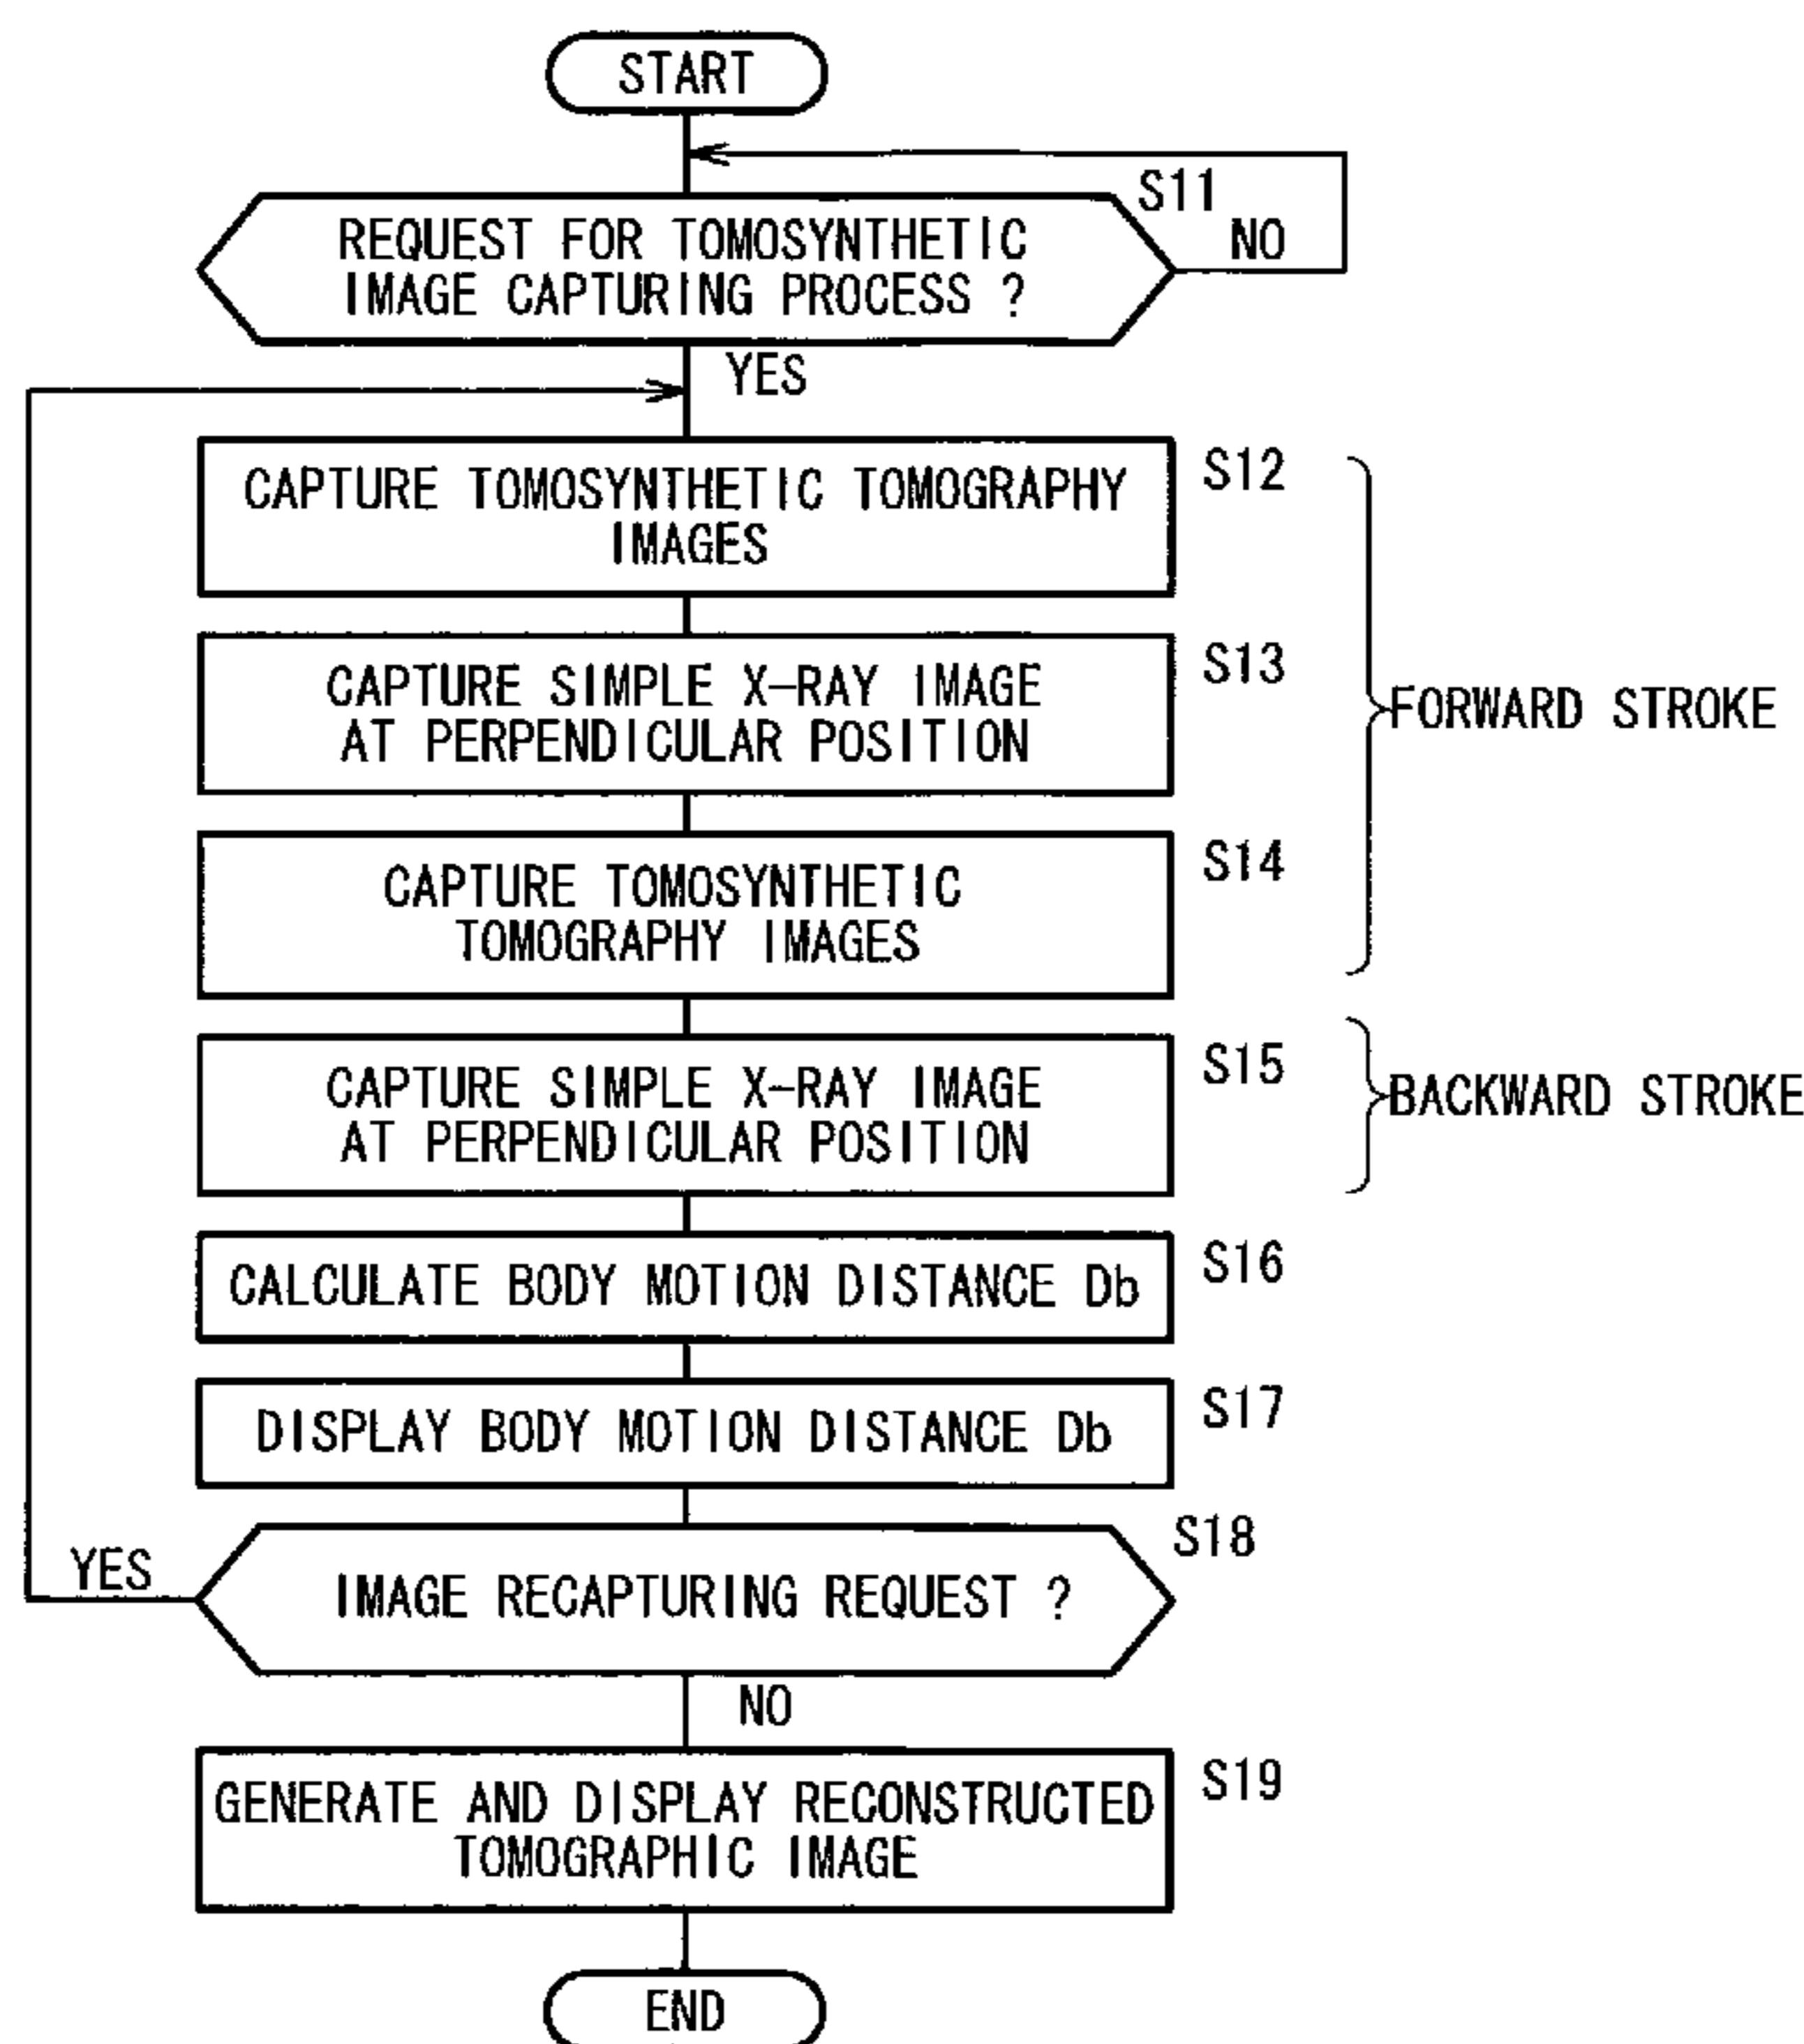 START
S11
REQUEST FOR TOMOSYNTHETIC
IMAGE CAPTURING PROCESS ?
NO
YES
CAPTURE TOMOSYNTHETIC TOMOGRAPHY
IMAGES
S12
CAPTURE SIMPLE X-RAY IMAGE
AT PERPENDICULAR POSITION
S13
FORWARD STROKE
CAPTURE TOMOSYNTHETIC
TOMOGRAPHY IMAGES
S14
CAPTURE SIMPLE X-RAY IMAGE
AT PERPENDICULAR POSITION
S15
BACKWARD STROKE
CALCULATE BODY MOTION DISTANCE Db
S16
DISPLAY BODY MOTION DISTANCE Db
S17
S18
YES
IMAGE RECAPTURING REQUEST ?
NO
GENERATE AND DISPLAY RECONSTRUCTED
TOMOGRAPHIC IMAGE
S19
END